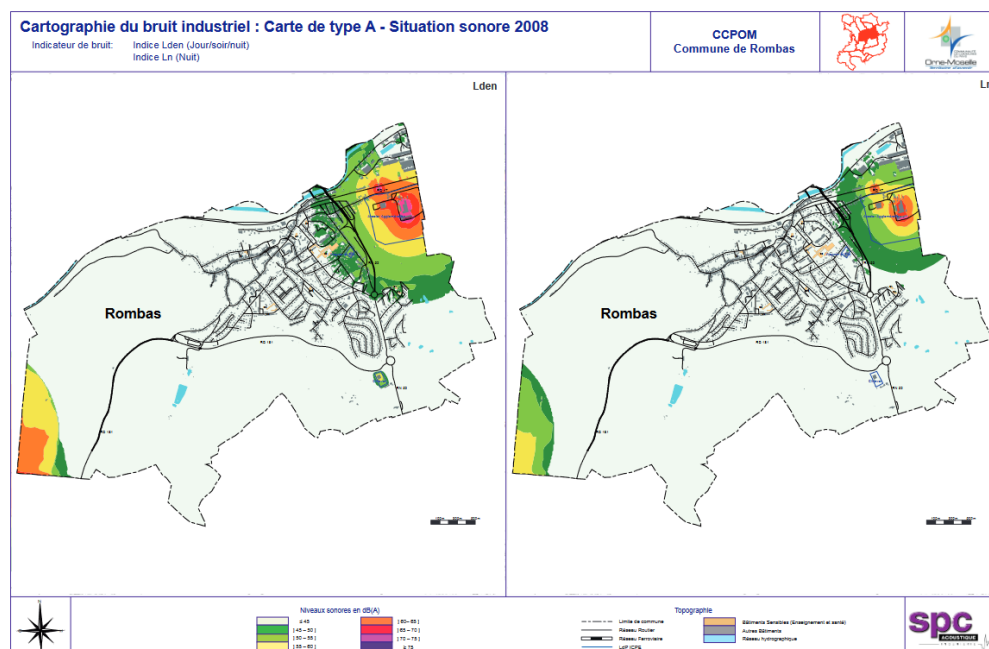 Cartographie du bruit industriel : Carte de type A - Situation sonore 2008
Indicateur de bruit: Indice Lden (Jour/soir/nuit)
Indice Ln (Nuit)
CCPOM
Commune de Rombas
Orne-Moselle
Lden
Ln
Rombas
Rombas
Niveaux sonores en dB(A)
≤ 45
] 45 – 50 ]
] 50 – 55 ]
] 55 – 60 ]
] 60 – 65 ]
] 65 – 70 ]
] 70 – 75 ]
≥ 75
Topographie
Limite de commune
Réseau Routier
Réseau Ferroviaire
Bâtiments Sensibles (Enseignement et santé)
Autres Bâtiments
Réseau hydrographique
spc
ACOUSTIQUE